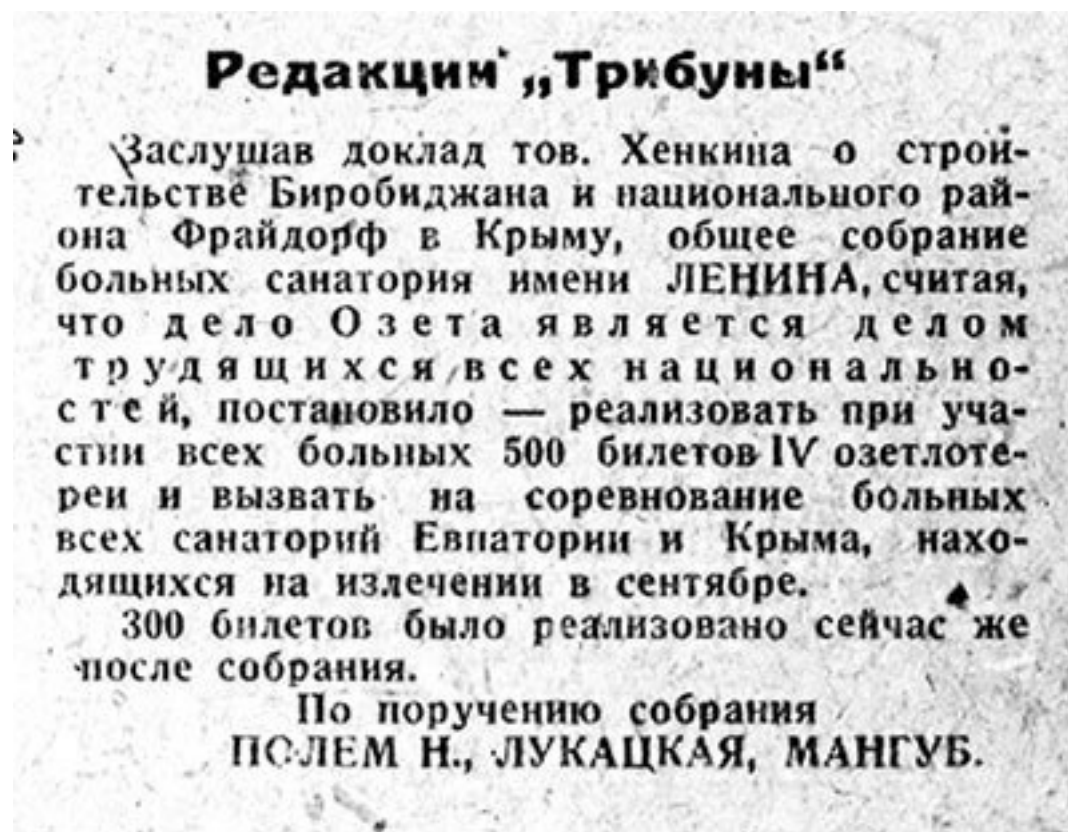 Редакции „Трибуны“
Заслушав доклад тов. Хенкина о строи-
тельстве Биробиджана и национального рай-
она Фрайдорф в Крыму, общее собрание
больных санатория имени ЛЕНИНА, считая,
что дело Озета является делом
трудящихся всех национально-
стей, постановило — реализовать при уча-
стии всех больных 500 билетов IV озетлоте-
реи и вызвать на соревнование больных
всех санаторий Евпатории и Крыма, нахо-
дящихся на излечении в сентябре.
300 билетов было реализовано сейчас же
после собрания.
По поручению собрания
ПОЛЕМ Н., ЛУКАЦКАЯ, МАНГУБ.